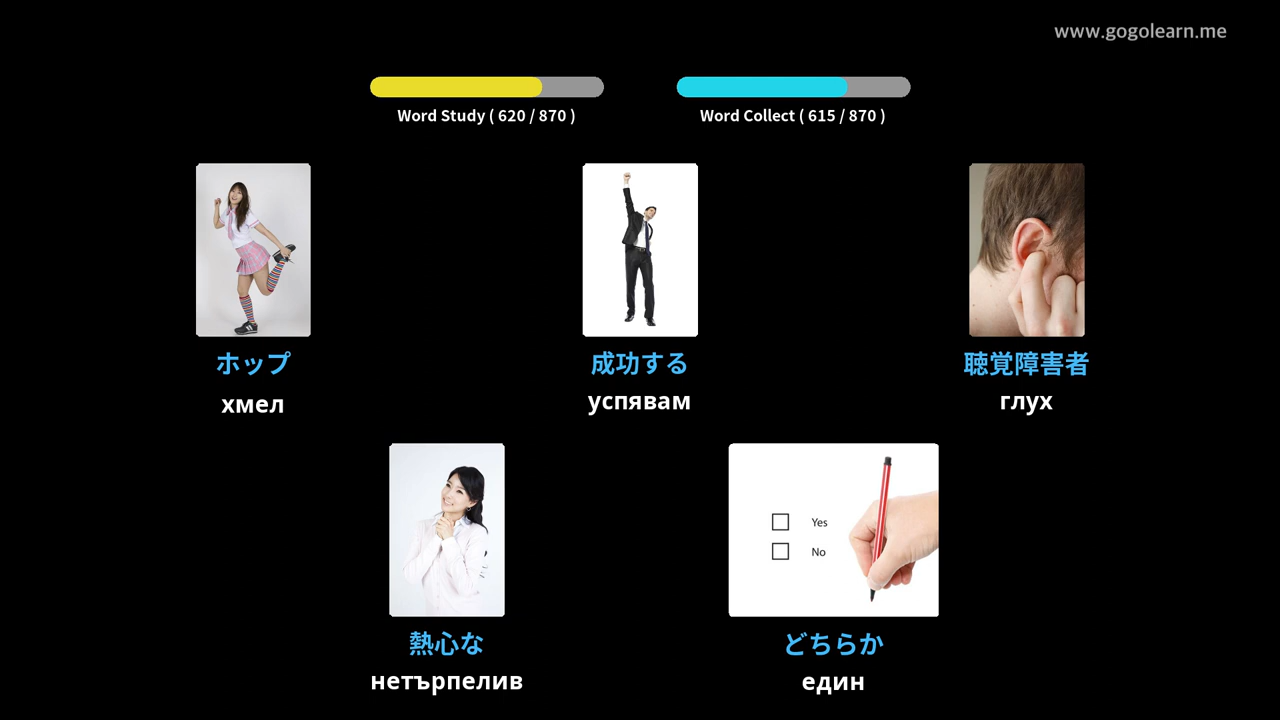 www.gogolearn.me
Word Study ( 620 / 870 )
Word Collect ( 615 / 870 )
ホップ
хмел
成功する
успявам
聴覚障害者
глух
Yes
No
熱心な
нетърпелив
どちらか
един